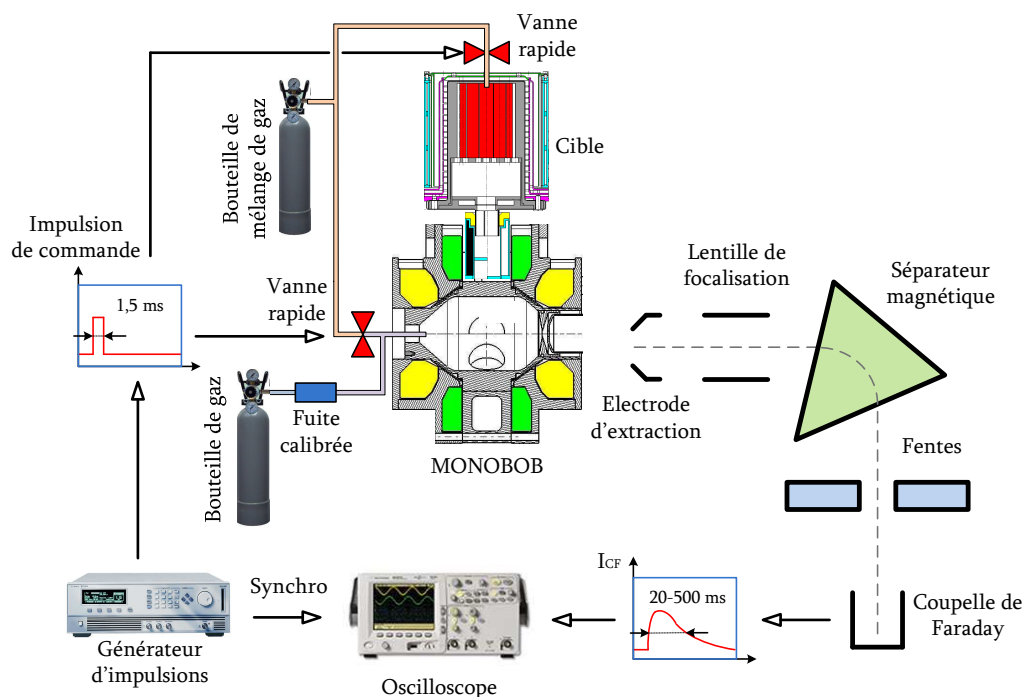 Vanne
rapide
Bouteille de
mélange de gaz
Cible
Impulsion
de commande
1,5 ms
Vanne
rapide
Lentille de
focalisation
Séparateur
magnétique
Bouteille de gaz
Fuite
calibrée
MONOBOB
Electrode
d'extraction
Fentes
Synchro
ICF
20-500 ms
Coupelle de
Faraday
Générateur
d'impulsions
Oscilloscope